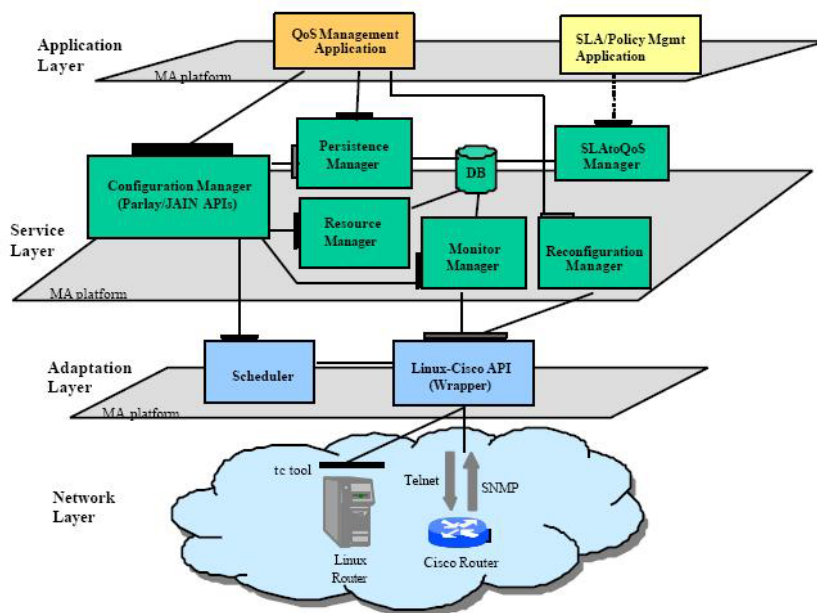 Application
Layer
QoS Management
Application
SLA/Policy Mgmt
Application
MA platform
Persistence
Manager
SLAtoQoS
Manager
DB
Configuration Manager
(Parlay/JAIN APIs)
Service
Layer
Resource
Manager
Monitor
Manager
Reconfiguration
Manager
MA platform
Adaptation
Layer
Scheduler
Linux-Cisco API
(Wrapper)
MA platform
Network
Layer
tc tool
Telnet
SNMP
Linux
Router
Cisco Router